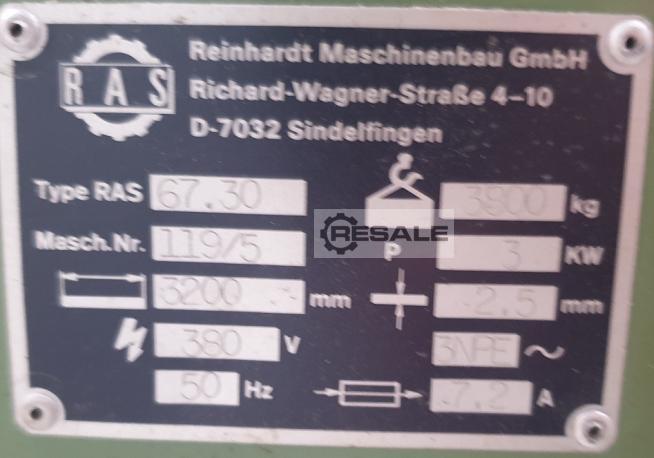 RAS
Reinhardt Maschinenbau GmbH
Richard-Wagner-Straße 4-10
D-7032 Sindelfingen
Type RAS 67.30
3800 kg
RESALE
Masch.Nr. 119/5
P 3 KW
3200 mm
2.5 mm
380 V
3NPE ~
50 Hz
7.2 A